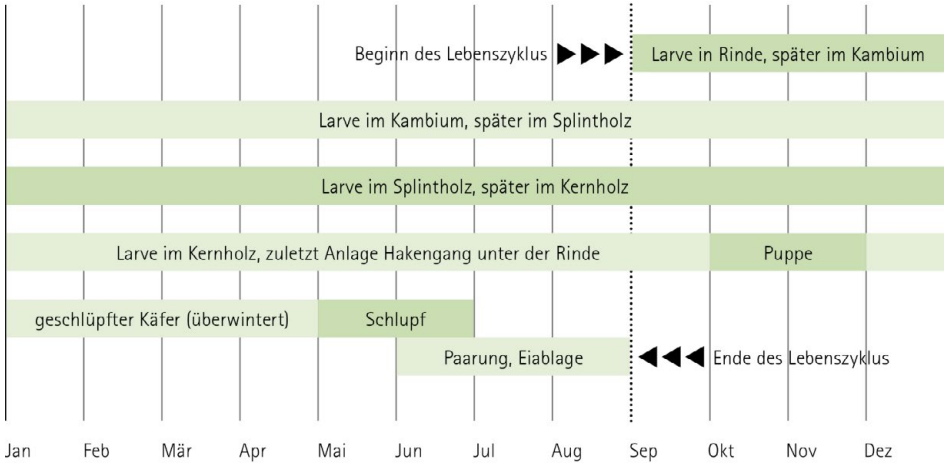 Beginn des Lebenszyklus
Larve in Rinde, später im Kambium
Larve im Kambium, später im Splintholz
Larve im Splintholz, später im Kernholz
Larve im Kernholz, zuletzt Anlage Hakengang unter der Rinde
Puppe
geschlüpfter Käfer (überwintert)
Schlupf
Paarung, Eiablage
Ende des Lebenszyklus
Jan Feb Mär Apr Mai Jun Jul Aug Sep Okt Nov Dez